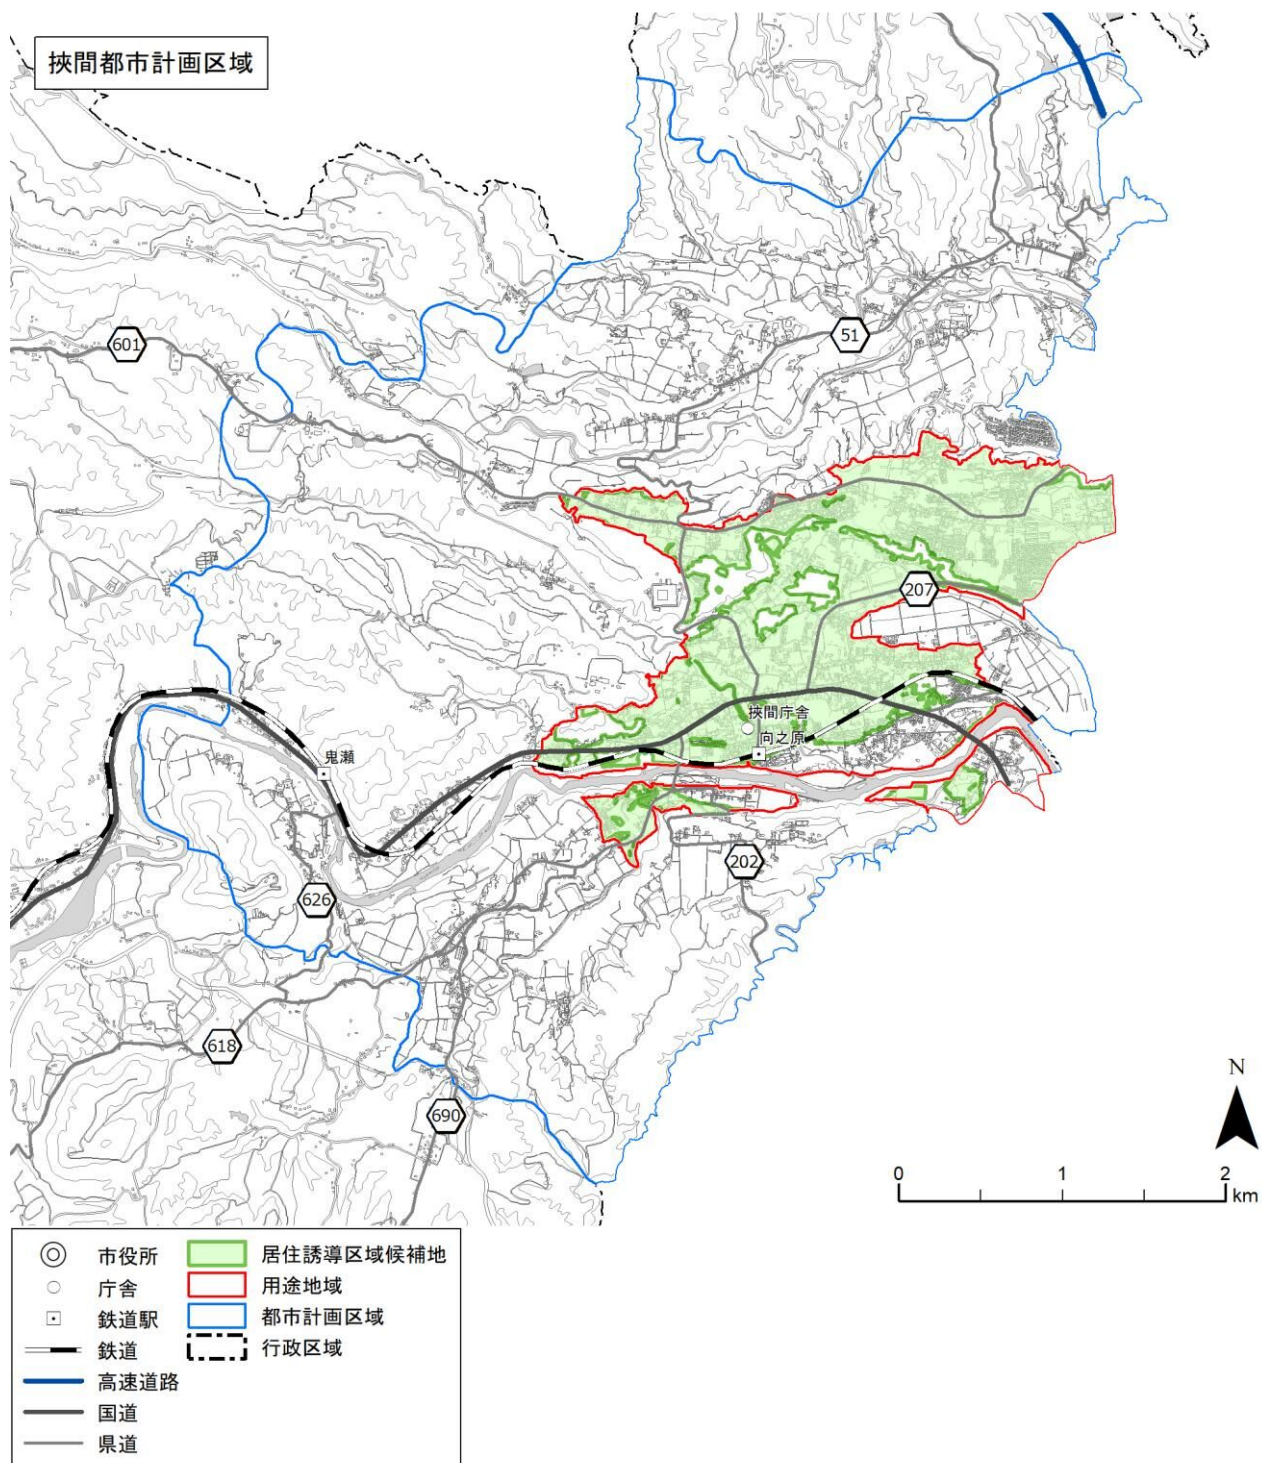 挾間都市計画区域
601
51
207
挾間庁舎
向之原
鬼瀬
202
626
618
690
N
0 1 2
km
市役所
庁舎
鉄道駅
鉄道
高速道路
国道
県道
居住誘導区域候補地
用途地域
都市計画区域
行政区域